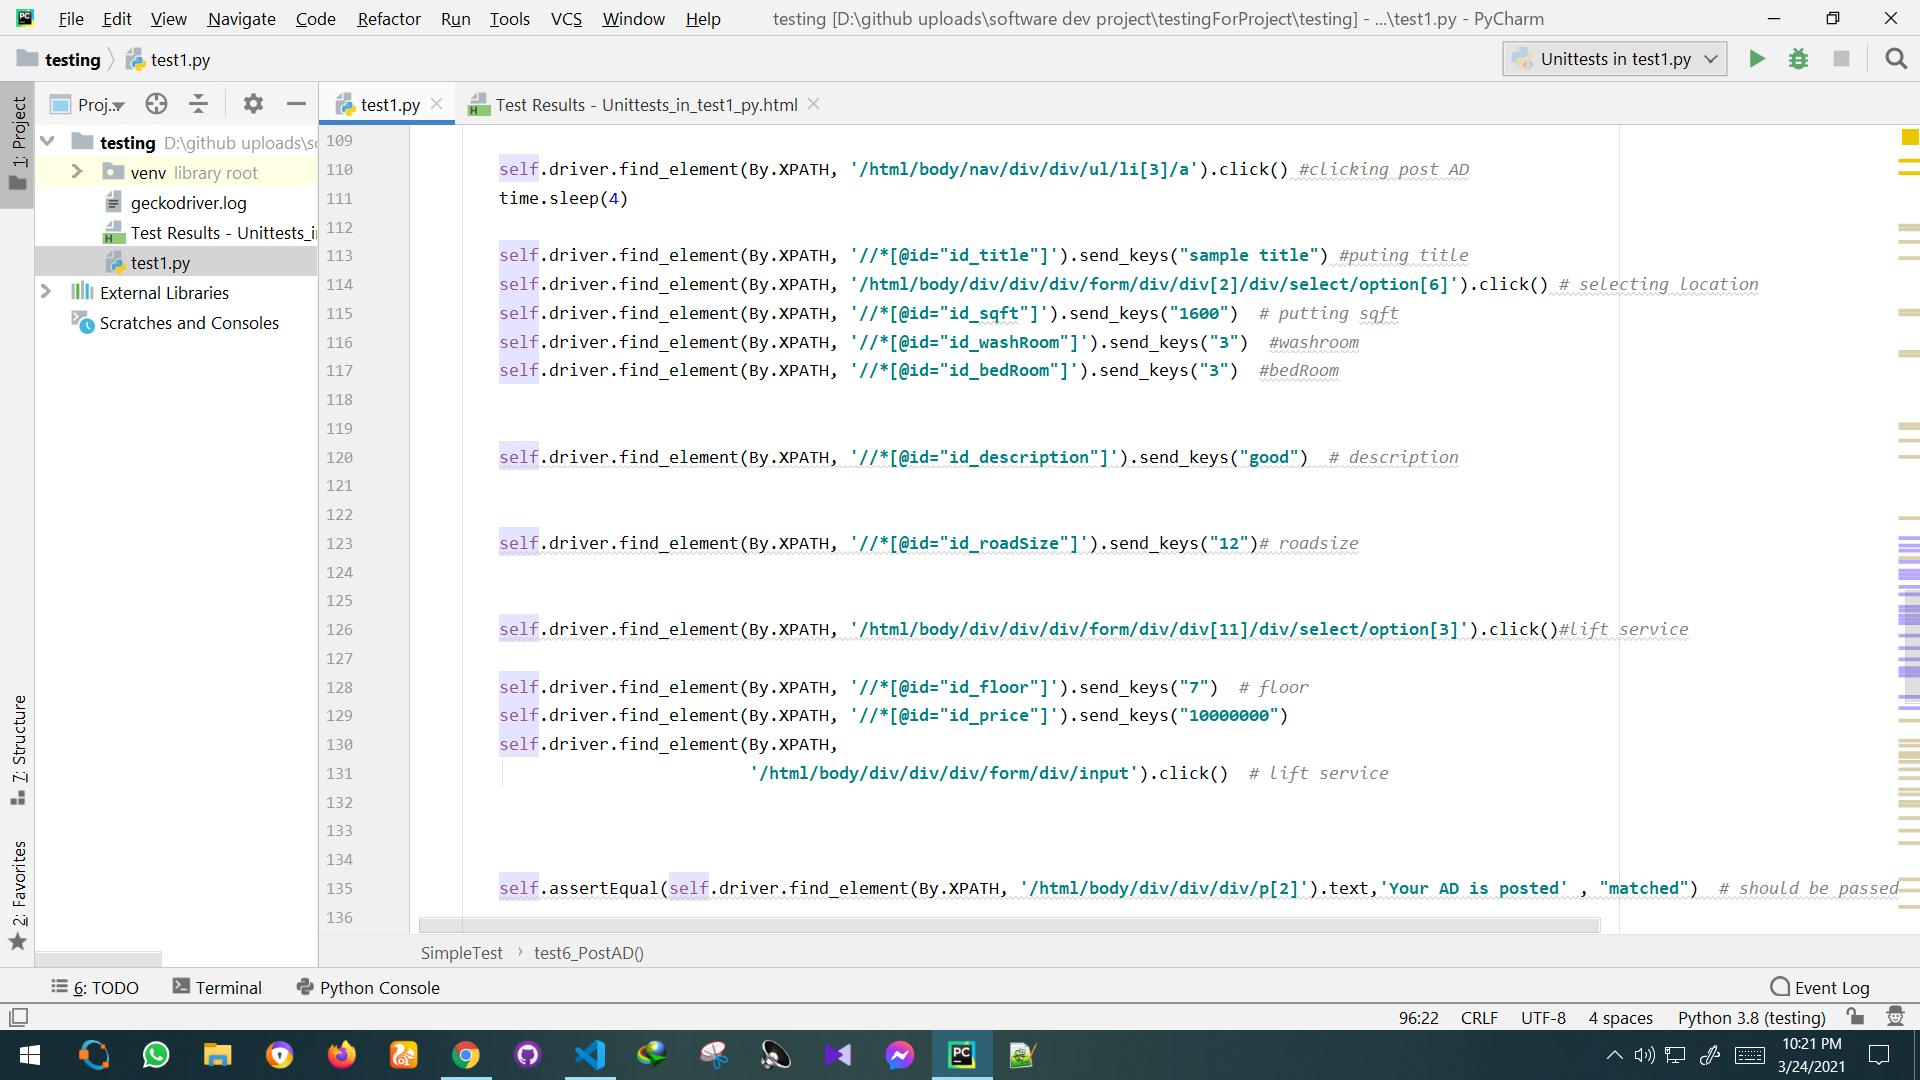 File Edit View Navigate Code Refactor Run Tools VCS Window Help testing [D:\github uploads\software dev project\testingForProject\testing] - ...\test1.py - PyCharm
testing test1.py Unittests in test1.py
Proj... test1.py Test Results - Unittests_in_test1_py.html
1: Project
testing D:\github uploads\so
venv library root
geckodriver.log
Test Results - Unittests_i
test1.py
External Libraries
Scratches and Consoles
7: Structure
2: Favorites
109
110 self.driver.find_element(By.XPATH, '/html/body/nav/div/div/ul/li[3]/a').click() #clicking post AD
111 time.sleep(4)
112
113 self.driver.find_element(By.XPATH, '//*[@id="id_title"]').send_keys("sample title") #puting title
114 self.driver.find_element(By.XPATH, '/html/body/div/div/div/form/div/div[2]/div/select/option[6]').click() # selecting location
115 self.driver.find_element(By.XPATH, '//*[@id="id_sqft"]').send_keys("1600") # putting sqft
116 self.driver.find_element(By.XPATH, '//*[@id="id_washRoom"]').send_keys("3") #washroom
117 self.driver.find_element(By.XPATH, '//*[@id="id_bedRoom"]').send_keys("3") #bedRoom
118
119
120 self.driver.find_element(By.XPATH, '//*[@id="id_description"]').send_keys("good") # description
121
122
123 self.driver.find_element(By.XPATH, '//*[@id="id_roadSize"]').send_keys("12")# roadsize
124
125
126 self.driver.find_element(By.XPATH, '/html/body/div/div/div/form/div/div[11]/div/select/option[3]').click()#lift service
127
128 self.driver.find_element(By.XPATH, '//*[@id="id_floor"]').send_keys("7") # floor
129 self.driver.find_element(By.XPATH, '//*[@id="id_price"]').send_keys("10000000")
130 self.driver.find_element(By.XPATH,
131 '/html/body/div/div/div/form/div/input').click() # lift service
132
133
134
135 self.assertEqual(self.driver.find_element(By.XPATH, '/html/body/div/div/div/p[2]').text,'Your AD is posted' , "matched") # should be passed
136
SimpleTest › test6_PostAD()
6: TODO Terminal Python Console Event Log
96:22 CRLF UTF-8 4 spaces Python 3.8 (testing)
PC
10:21 PM
3/24/2021